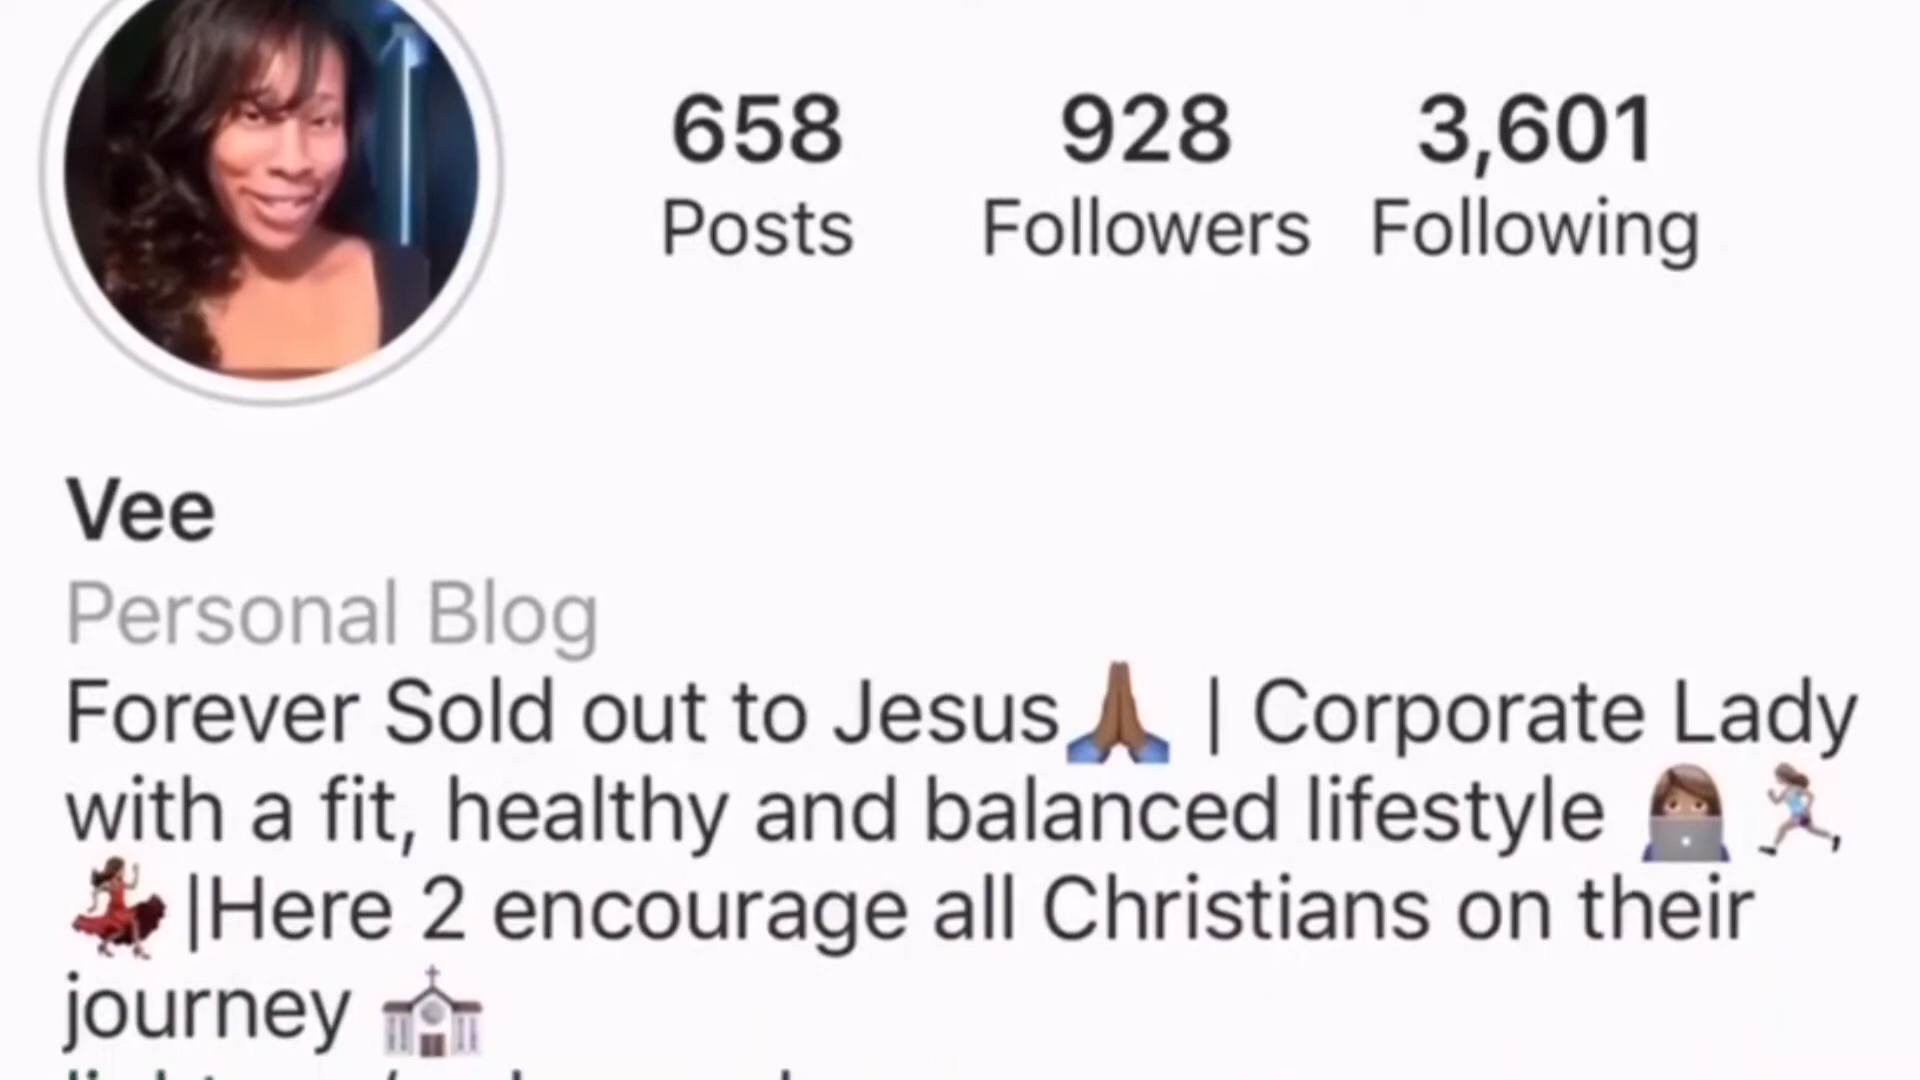 658 928 3,601
Posts Followers Following
Vee
Personal Blog
Forever Sold out to Jesus🙏🏾 | Corporate Lady
with a fit, healthy and balanced lifestyle 👩🏽‍💻🏃🏽‍♀️
💃🏾|Here 2 encourage all Christians on their
journey ⛪